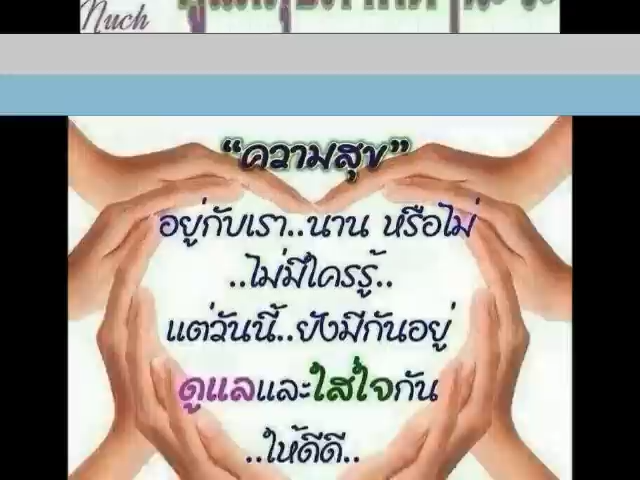 Nuch
“ความสุข”
อยู่กับเรา..นาน หรือไม่
..ไม่มีใครรู้..
แต่วันนี้..ยังมีกันอยู่
ดูแลและใส่ใจกัน
..ให้ดีดี..